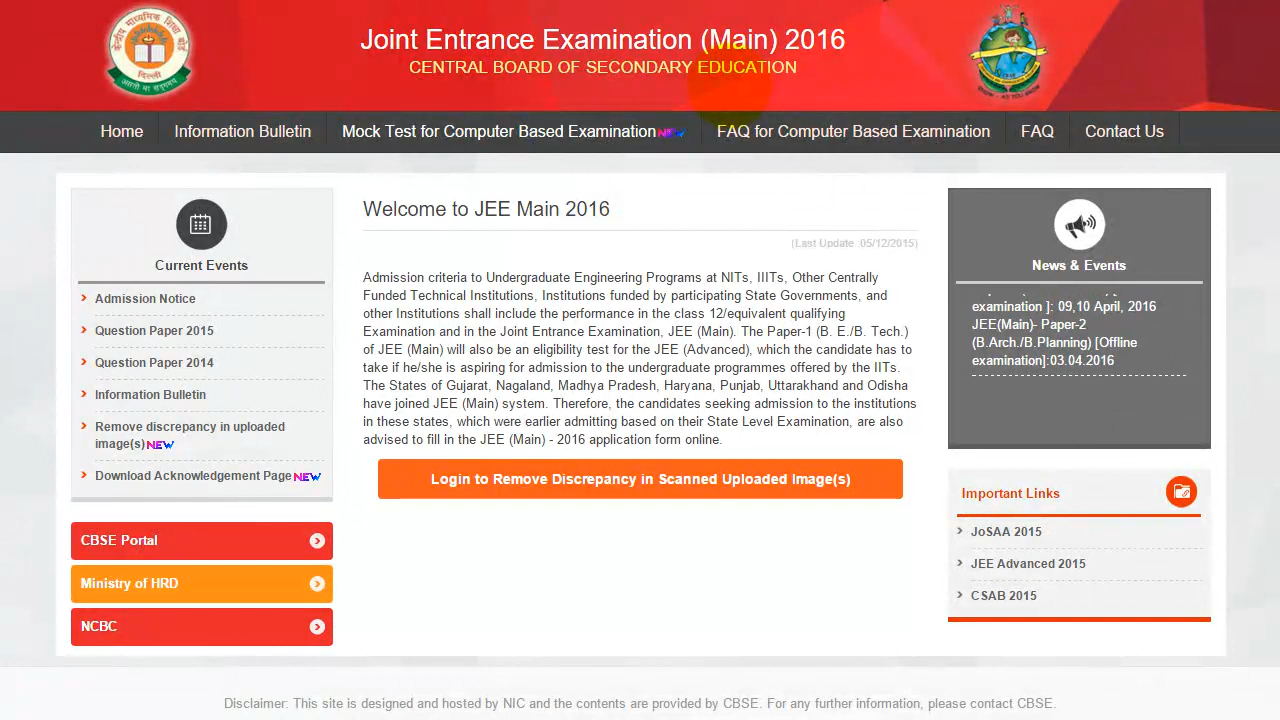 केन्द्रीय माध्यमिक शिक्षा बोर्ड
दिल्ली
Joint Entrance Examination (Main) 2016
CENTRAL BOARD OF SECONDARY EDUCATION
Home
Information Bulletin
Mock Test for Computer Based Examination NEW
FAQ for Computer Based Examination
FAQ
Contact Us
Current Events
Admission Notice
Question Paper 2015
Question Paper 2014
Information Bulletin
Remove discrepancy in uploaded
image(s) NEW
Download Acknowledgement Page NEW
CBSE Portal
Ministry of HRD
NCBC
Welcome to JEE Main 2016
(Last Update :05/12/2015)
Admission criteria to Undergraduate Engineering Programs at NITs, IIITs, Other Centrally
Funded Technical Institutions, Institutions funded by participating State Governments, and
other Institutions shall include the performance in the class 12/equivalent qualifying
Examination and in the Joint Entrance Examination, JEE (Main). The Paper-1 (B. E./B. Tech.)
of JEE (Main) will also be an eligibility test for the JEE (Advanced), which the candidate has to
take if he/she is aspiring for admission to the undergraduate programmes offered by the IITs.
The States of Gujarat, Nagaland, Madhya Pradesh, Haryana, Punjab, Uttarakhand and Odisha
have joined JEE (Main) system. Therefore, the candidates seeking admission to the institutions
in these states, which were earlier admitting based on their State Level Examination, are also
advised to fill in the JEE (Main) - 2016 application form online.
Login to Remove Discrepancy in Scanned Uploaded Image(s)
News & Events
examination ]: 09,10 April, 2016
JEE(Main)- Paper-2
(B.Arch./B.Planning) [Offline
examination]:03.04.2016
Important Links
JoSAA 2015
JEE Advanced 2015
CSAB 2015
Disclaimer: This site is designed and hosted by NIC and the contents are provided by CBSE. For any further information, please contact CBSE.